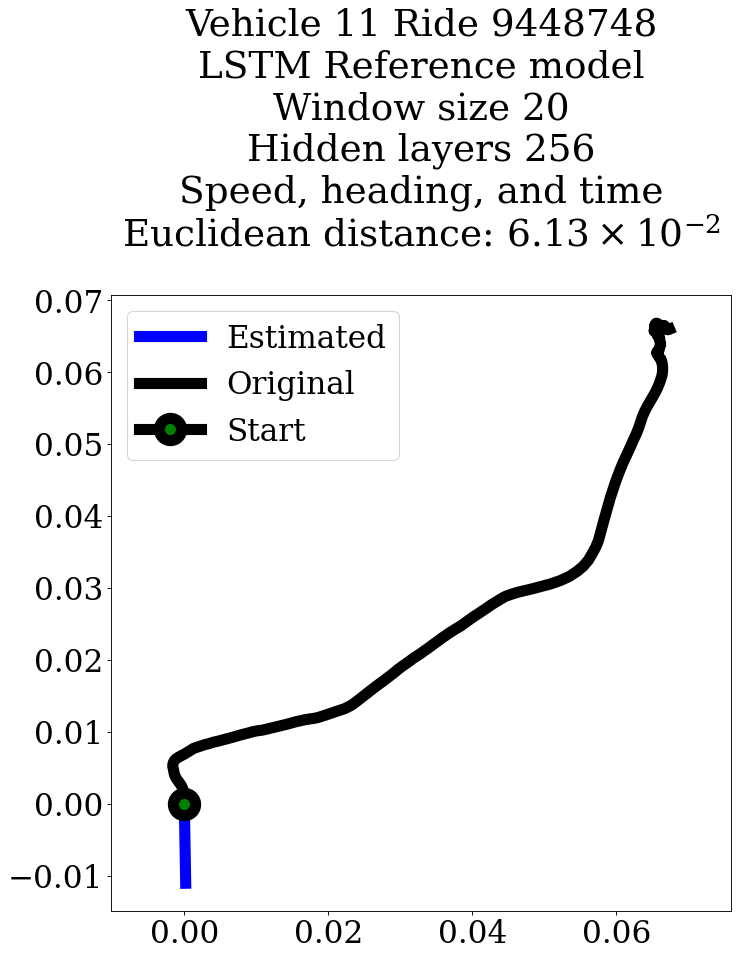 Vehicle 11 Ride 9448748
LSTM Reference model
Window size 20
Hidden layers 256
Speed, heading, and time
Euclidean distance: 6.13 × 10⁻²
0.07
0.06
0.05
0.04
0.03
0.02
0.01
0.00
−0.01
Estimated
Original
Start
0.00 0.02 0.04 0.06